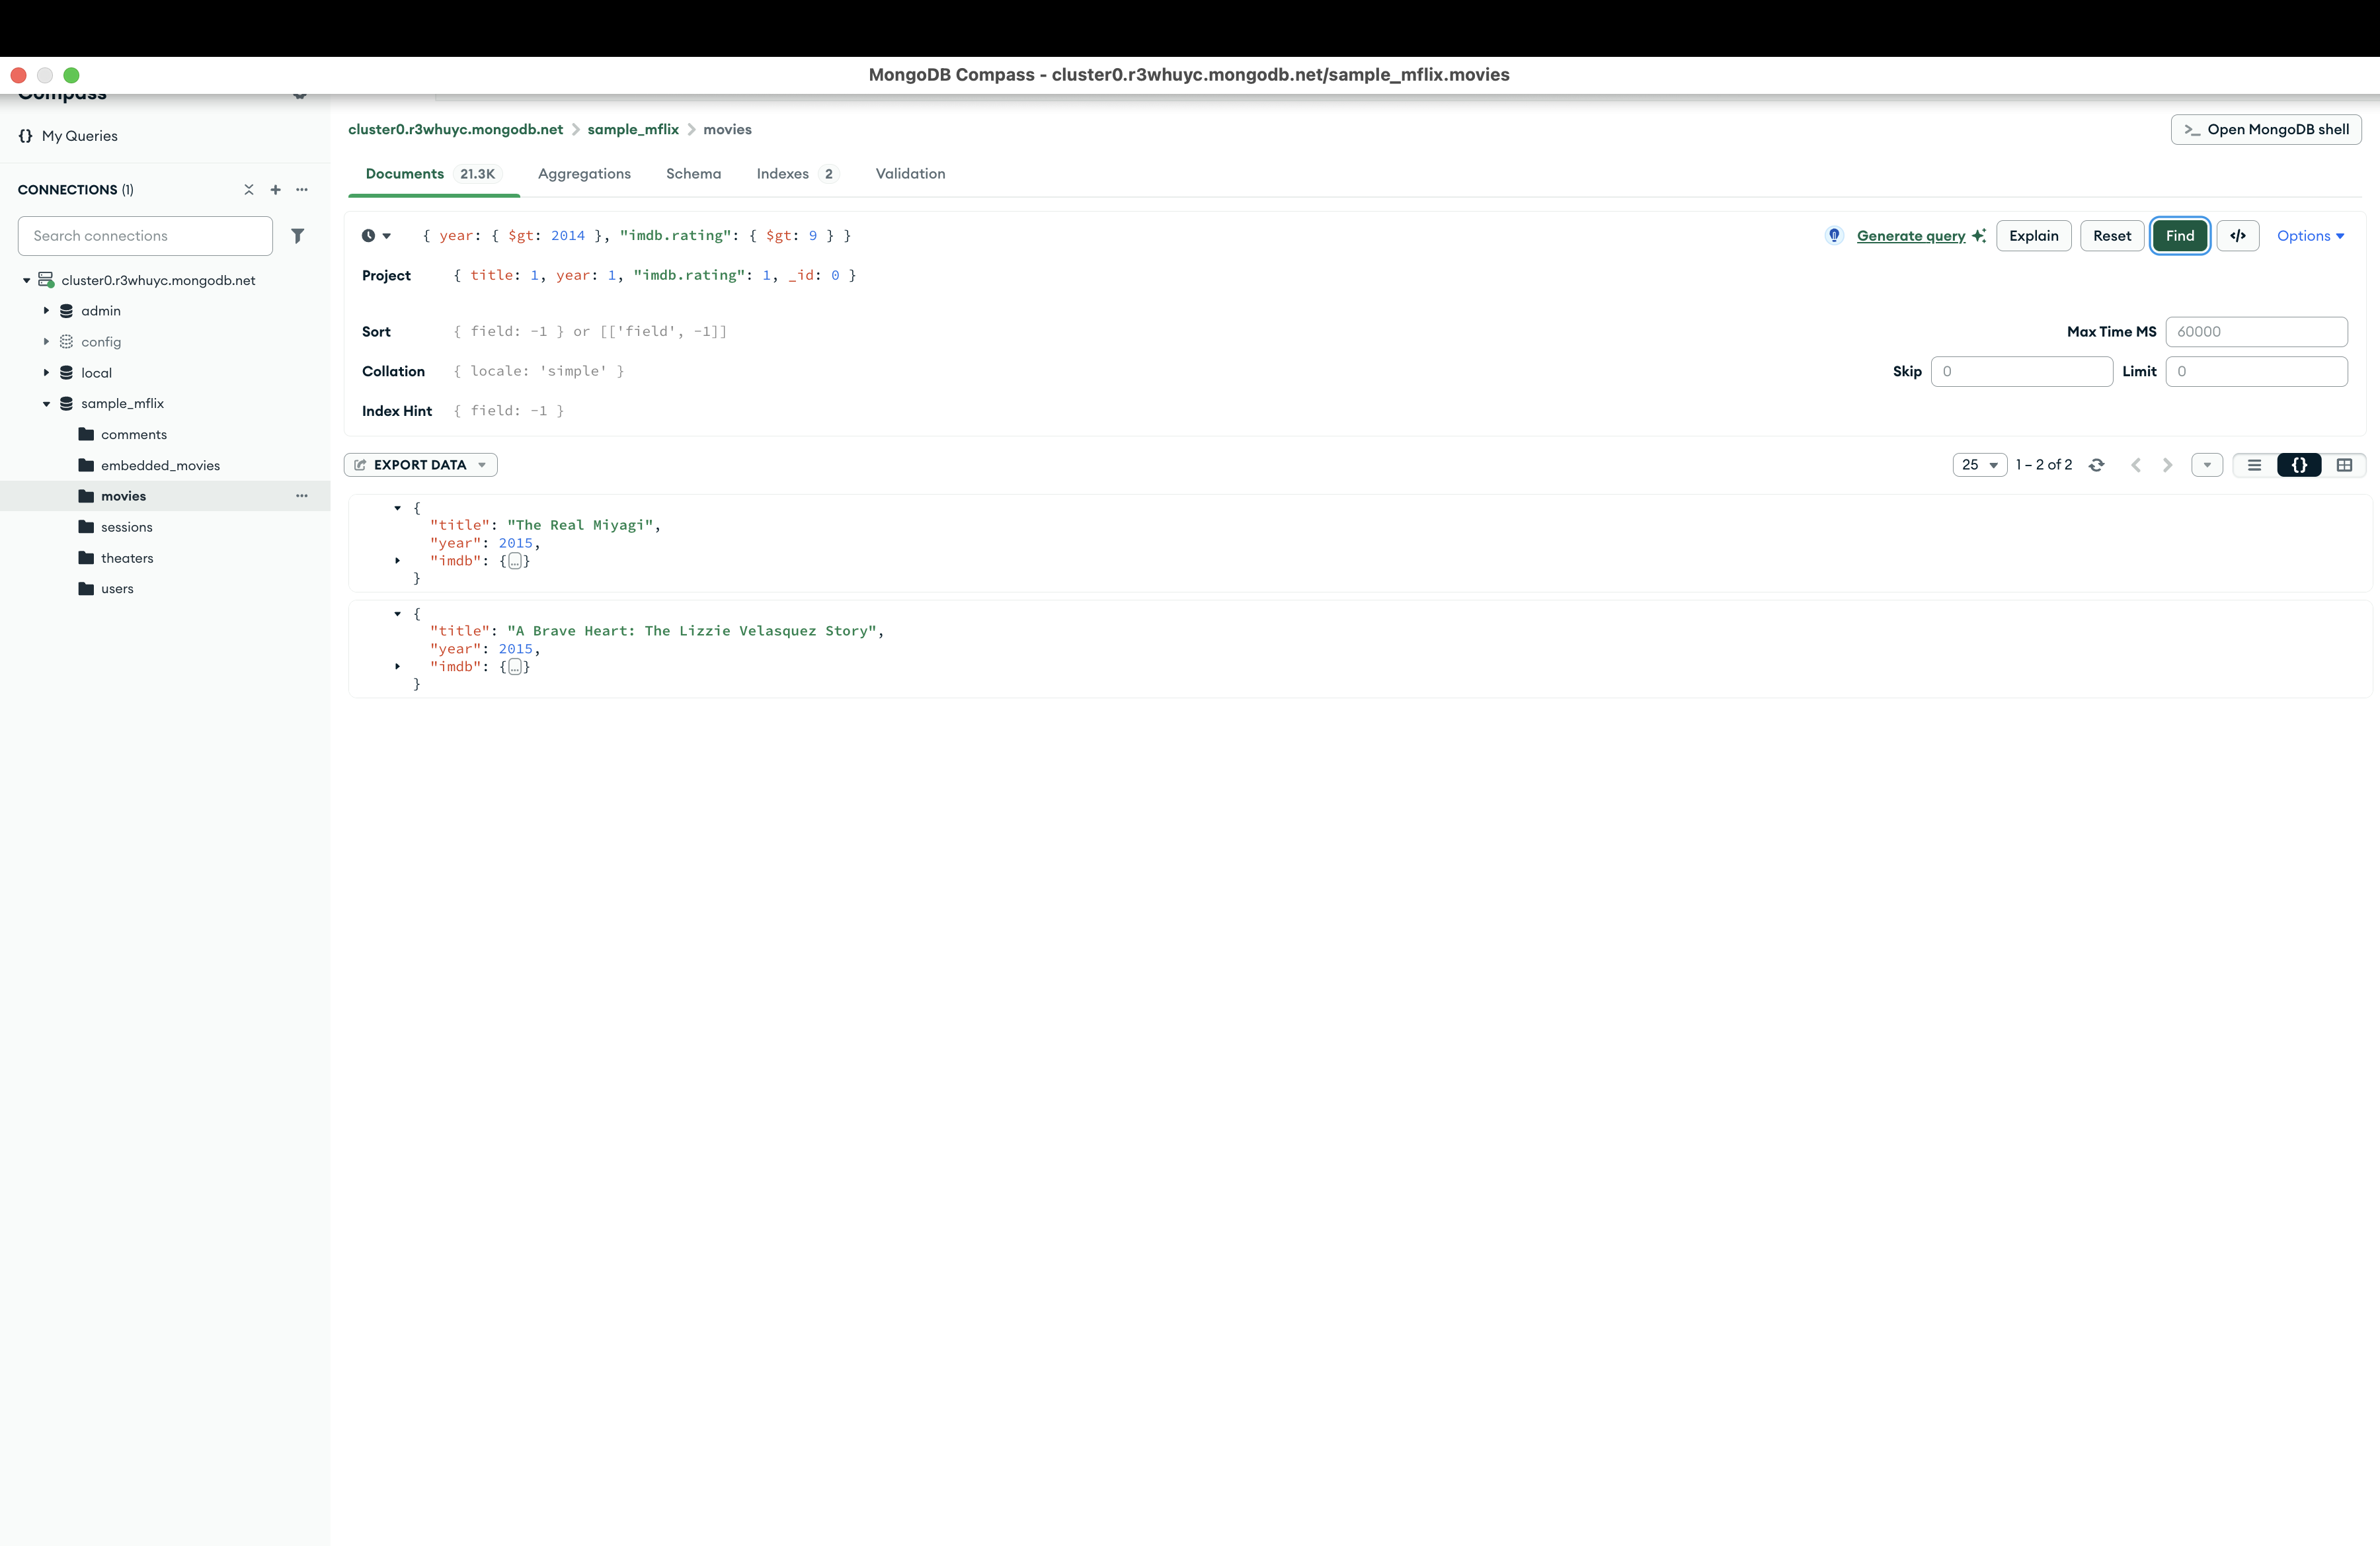 MongoDB Compass - cluster0.r3whuyc.mongodb.net/sample_mflix.movies
Compass
{} My Queries
CONNECTIONS (1)
Search connections
cluster0.r3whuyc.mongodb.net
admin
config
local
sample_mflix
comments
embedded_movies
movies
sessions
theaters
users
cluster0.r3whuyc.mongodb.net > sample_mflix > movies
>_ Open MongoDB shell
Documents 21.3K Aggregations Schema Indexes 2 Validation
{ year: { $gt: 2014 }, "imdb.rating": { $gt: 9 } }
Generate query Explain Reset Find </> Options
Project { title: 1, year: 1, "imdb.rating": 1, _id: 0 }
Sort { field: -1 } or [['field', -1]]
Max Time MS 60000
Collation { locale: 'simple' }
Skip 0 Limit 0
Index Hint { field: -1 }
EXPORT DATA
25 1 – 2 of 2 {}
{
"title": "The Real Miyagi",
"year": 2015,
"imdb": {…}
}
{
"title": "A Brave Heart: The Lizzie Velasquez Story",
"year": 2015,
"imdb": {…}
}